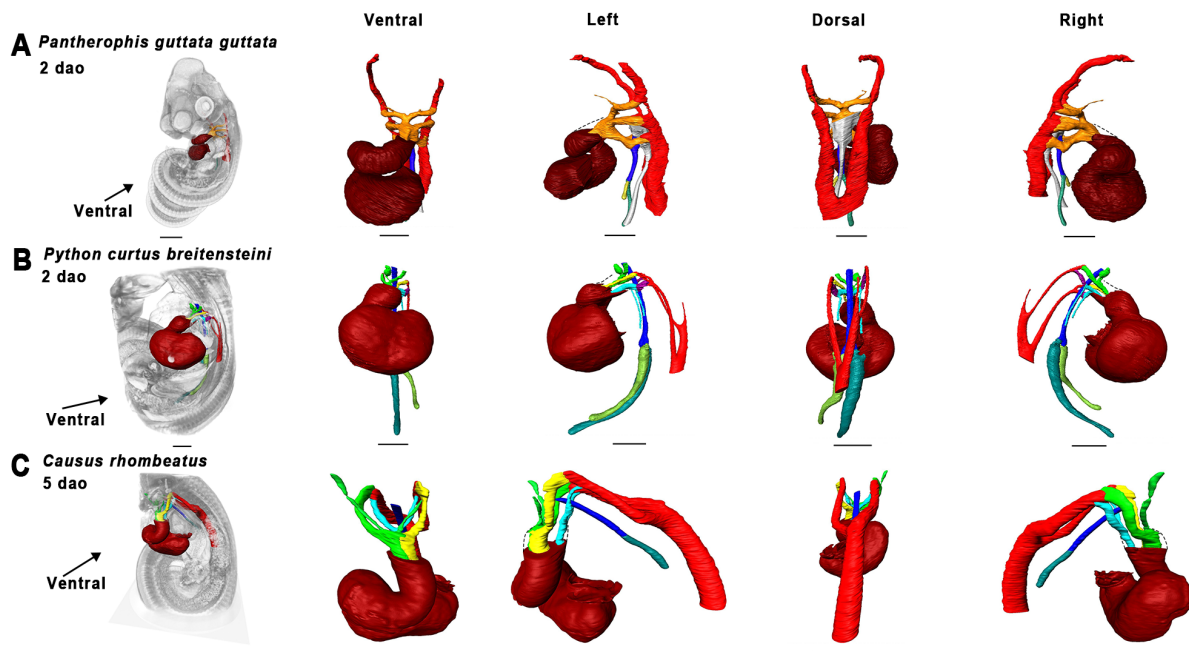 Ventral Left Dorsal Right
A Pantherophis guttata guttata
2 dao
Ventral
B Python curtus breitensteini
2 dao
Ventral
C Causus rhombeatus
5 dao
Ventral